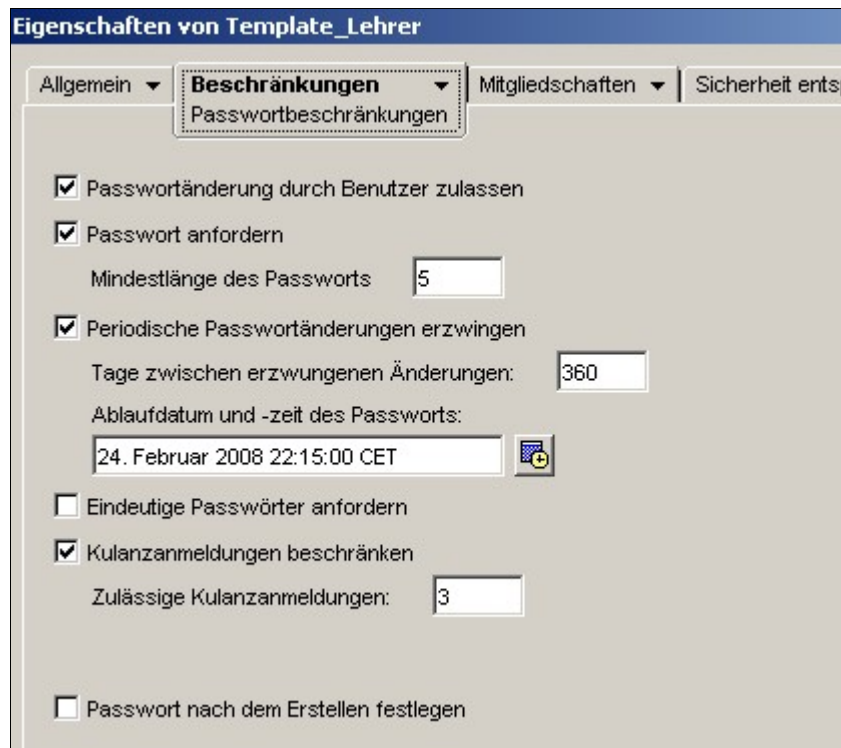 Eigenschaften von Template_Lehrer
Allgemein Beschränkungen Mitgliedschaften Sicherheit ents
Passwortbeschränkungen
Passwortänderung durch Benutzer zulassen
Passwort anfordern
Mindestlänge des Passworts 5
Periodische Passwortänderungen erzwingen
Tage zwischen erzwungenen Änderungen: 360
Ablaufdatum und -zeit des Passworts:
24. Februar 2008 22:15:00 CET
Eindeutige Passwörter anfordern
Kulanzanmeldungen beschränken
Zulässige Kulanzanmeldungen: 3
Passwort nach dem Erstellen festlegen